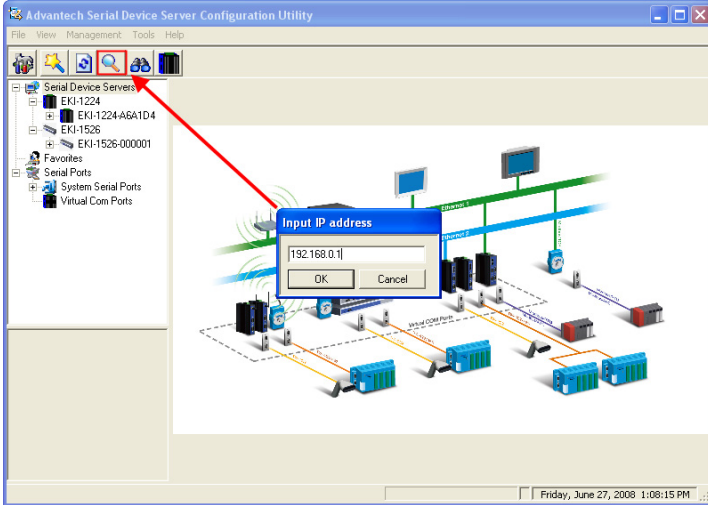 Advantech Serial Device Server Configuration Utility
File View Management Tools Help
Serial Device Servers
EKI-1224
EKI-1224-A6A1D4
EKI-1526
EKI-1526-000001
Favorites
Serial Ports
System Serial Ports
Virtual Com Ports
Ethernet 1
Ethernet 2
Input IP address
192.168.0.1
OK Cancel
Virtual COM Ports
Friday, June 27, 2008 1:08:15 PM